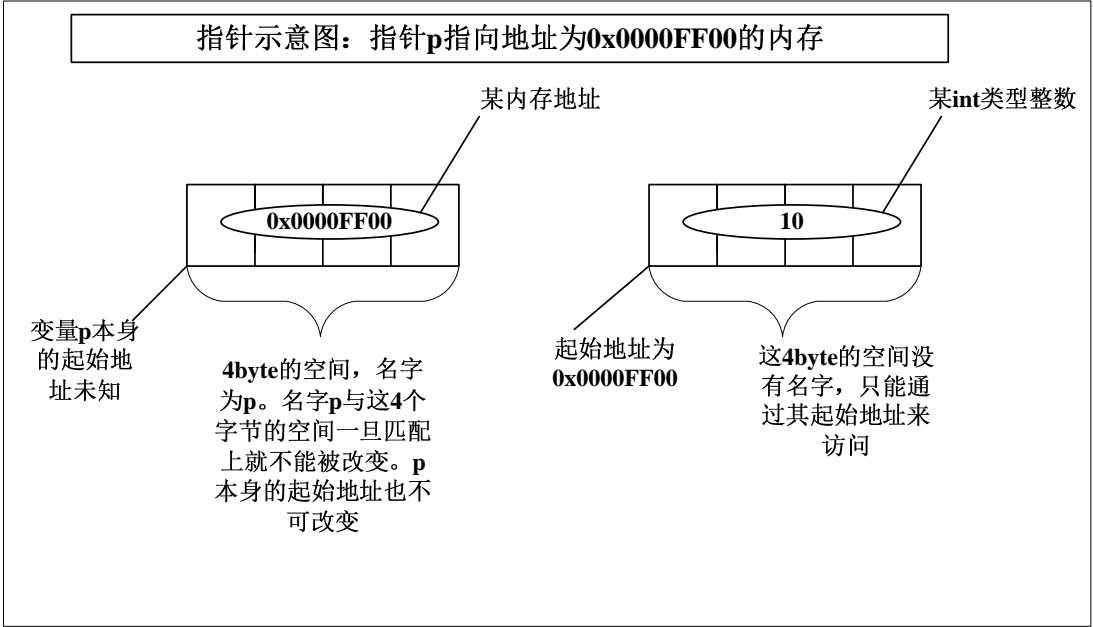 指针示意图：指针p指向地址为0x0000FF00的内存
某内存地址
某int类型整数
0x0000FF00
10
变量p本身
的起始地
址未知
4byte的空间，名字
为p。名字p与这4个
字节的空间一旦匹配
上就不能被改变。p
本身的起始地址也不
可改变
起始地址为
0x0000FF00
这4byte的空间没
有名字，只能通
过其起始地址来
访问